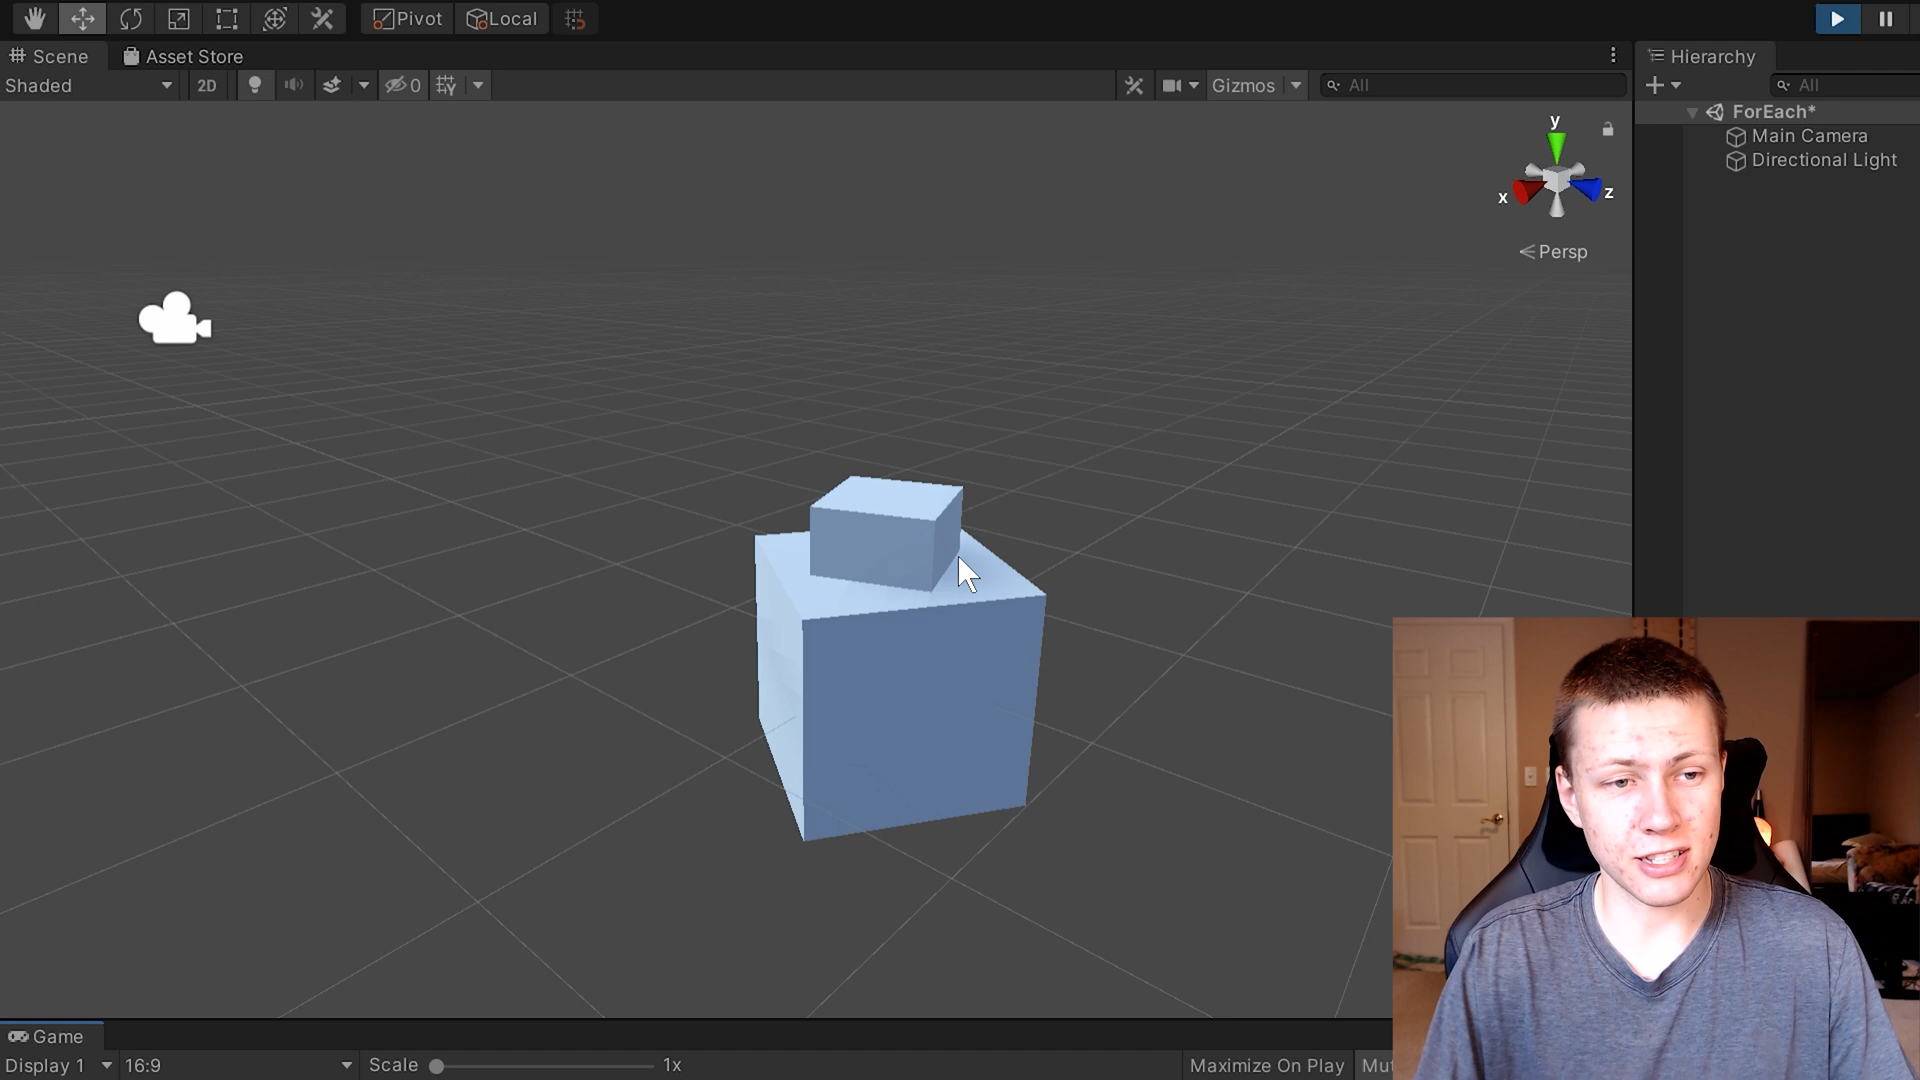 Pivot Local
Scene Asset Store Hierarchy
Shaded 2D 0 Gizmos All All
ForEach*
Main Camera
Directional Light
y
x z
Persp
Game
Display 1 16:9 Scale 1x Maximize On Play Mut